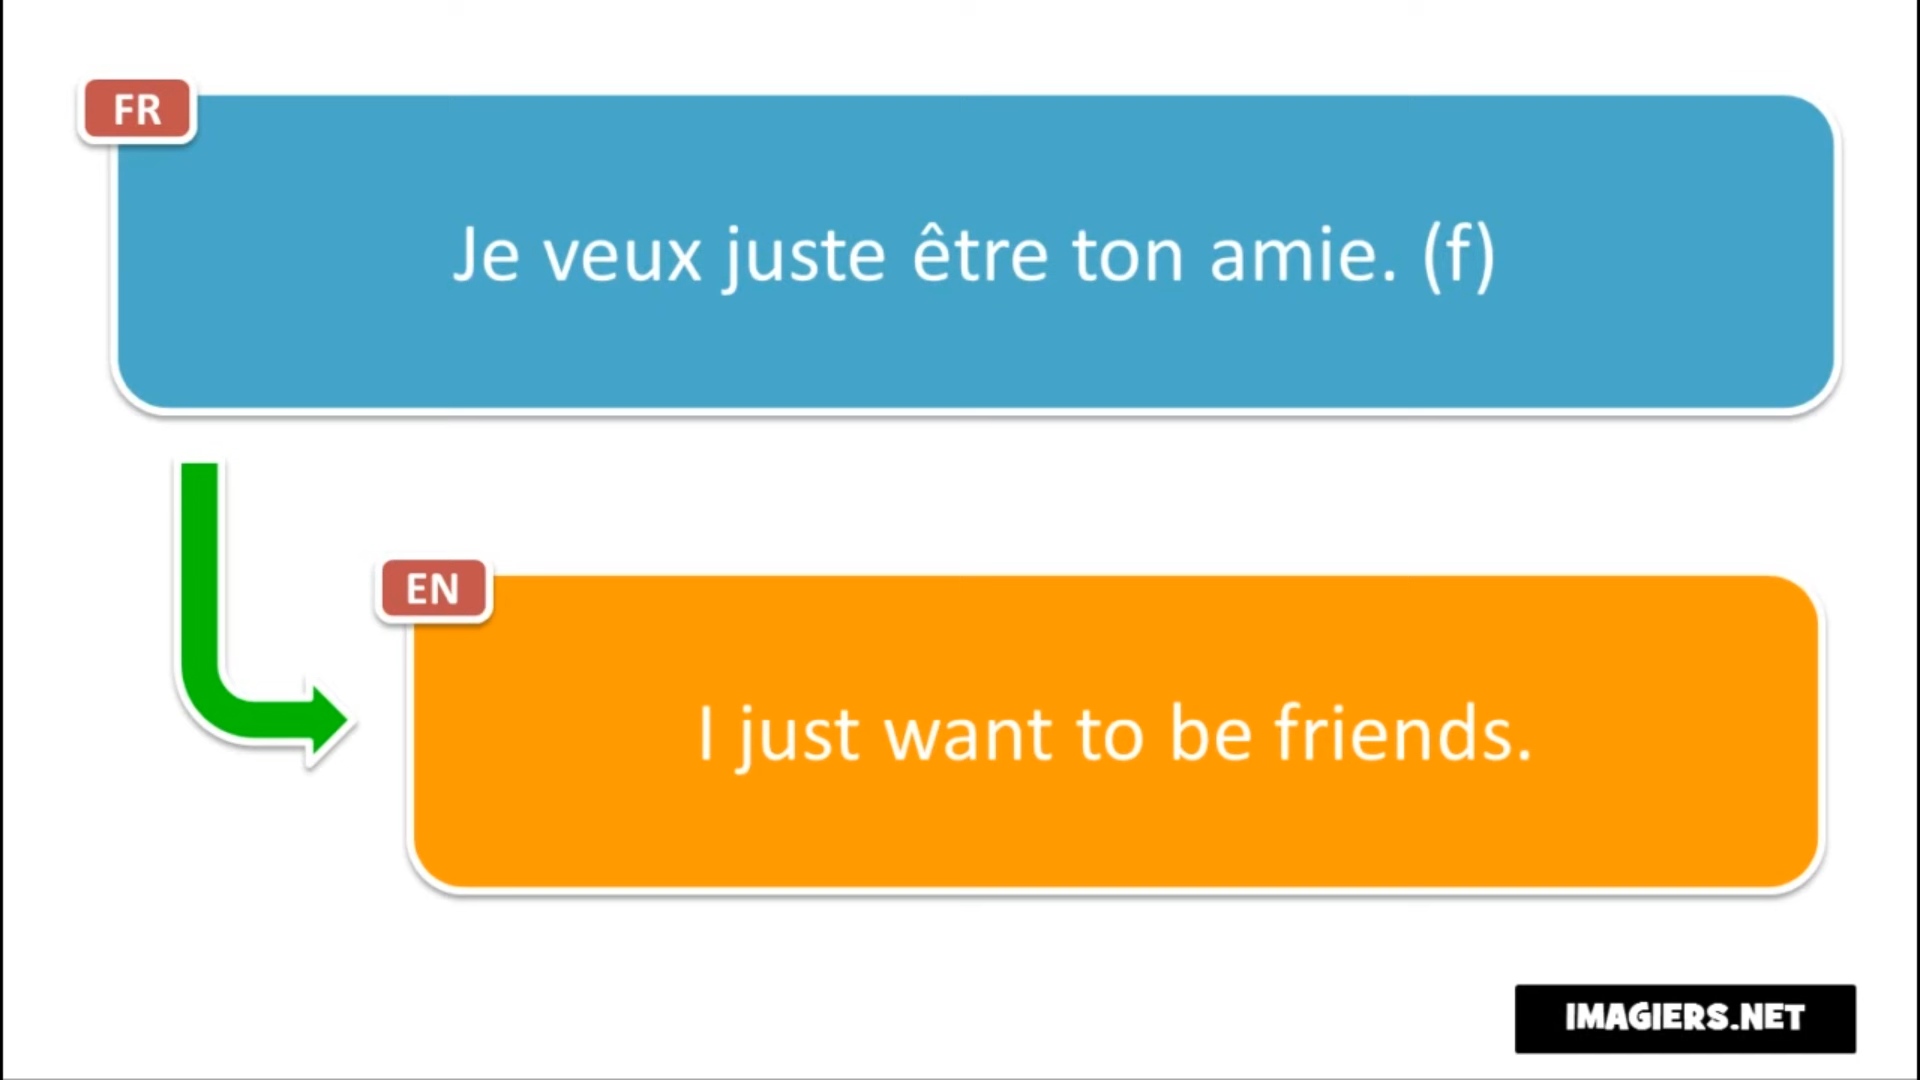 FR
Je veux juste être ton amie. (f)
EN
I just want to be friends.
IMAGIERS.NET